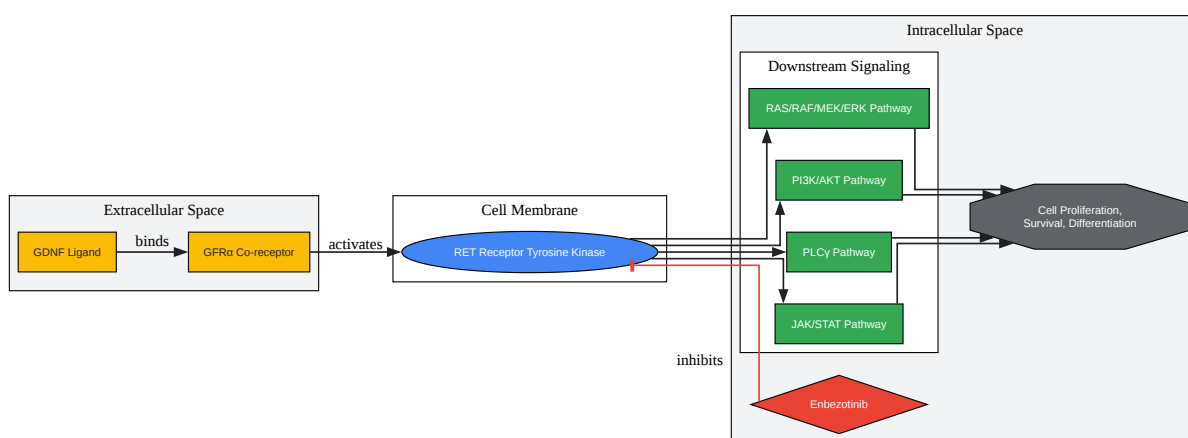 Intracellular Space
Downstream Signaling
RAS/RAF/MEK/ERK Pathway
PI3K/AKT Pathway
Extracellular Space
Cell Membrane
Cell Proliferation,
Survival, Differentiation
GDNF Ligand
binds
GFRα Co-receptor
activates
RET Receptor Tyrosine Kinase
PLCγ Pathway
JAK/STAT Pathway
inhibits
Enbezotinib